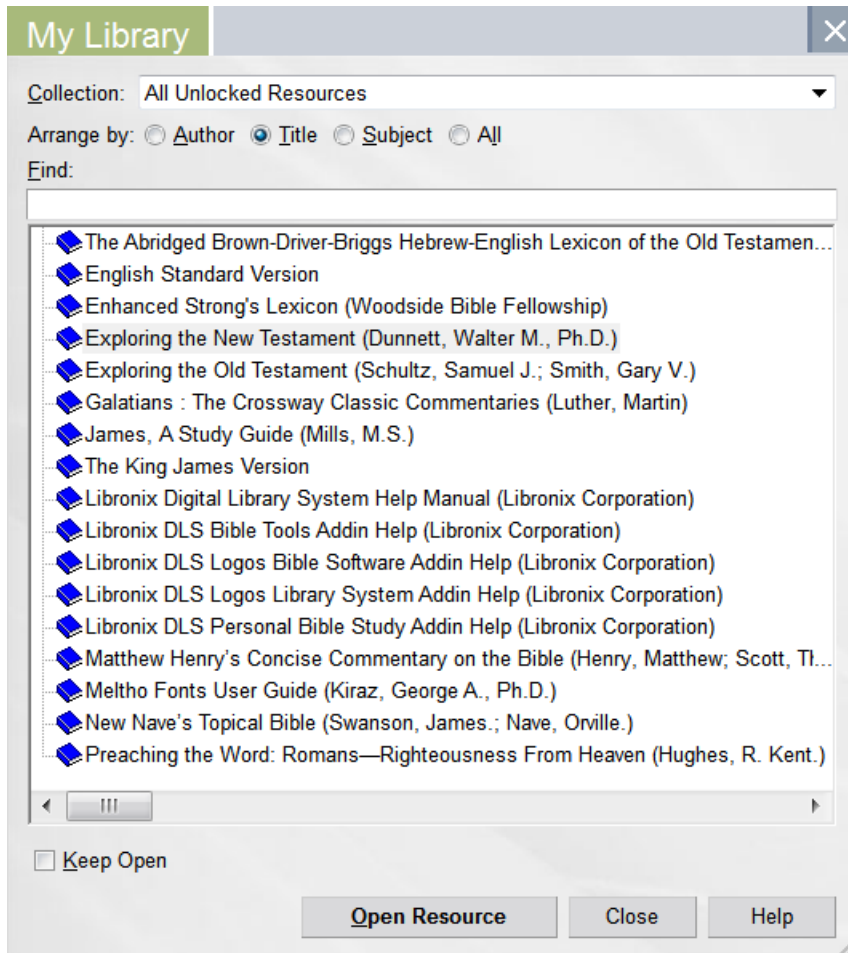 My Library
Collection: All Unlocked Resources
Arrange by: Author Title Subject All
Find:
The Abridged Brown-Driver-Briggs Hebrew-English Lexicon of the Old Testamen...
English Standard Version
Enhanced Strong's Lexicon (Woodside Bible Fellowship)
Exploring the New Testament (Dunnett, Walter M., Ph.D.)
Exploring the Old Testament (Schultz, Samuel J.; Smith, Gary V.)
Galatians : The Crossway Classic Commentaries (Luther, Martin)
James, A Study Guide (Mills, M.S.)
The King James Version
Libronix Digital Library System Help Manual (Libronix Corporation)
Libronix DLS Bible Tools Addin Help (Libronix Corporation)
Libronix DLS Logos Bible Software Addin Help (Libronix Corporation)
Libronix DLS Logos Library System Addin Help (Libronix Corporation)
Libronix DLS Personal Bible Study Addin Help (Libronix Corporation)
Matthew Henry's Concise Commentary on the Bible (Henry, Matthew; Scott, Th...
Meltho Fonts User Guide (Kiraz, George A., Ph.D.)
New Nave's Topical Bible (Swanson, James.; Nave, Orville.)
Preaching the Word: Romans—Righteousness From Heaven (Hughes, R. Kent.)
Keep Open
Open Resource Close Help